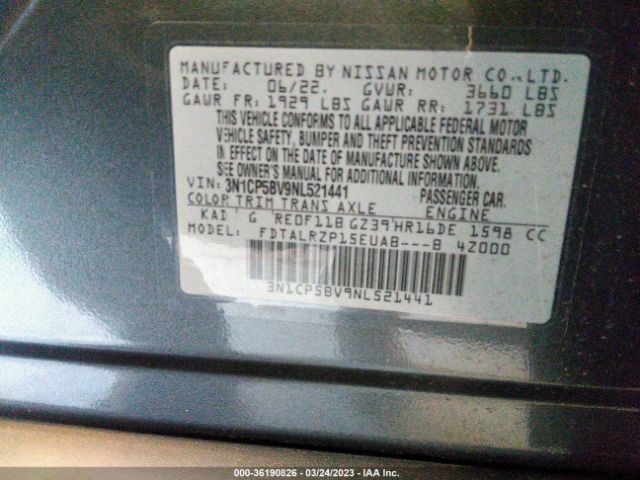 MANUFACTURED BY NISSAN MOTOR CO.,LTD.
DATE: 06/22. GVWR: 3660 LBS
GAWR FR: 1929 LBS GAWR RR: 1731 LBS
THIS VEHICLE CONFORMS TO ALL APPLICABLE FEDERAL MOTOR
VEHICLE SAFETY, BUMPER AND THEFT PREVENTION STANDARDS
IN EFFECT ON THE DATE OF MANUFACTURE SHOWN ABOVE.
SEE OWNER'S MANUAL FOR ADDITIONAL INFORMATION.
VIN: 3N1CP5BV9NL521441 PASSENGER CAR.
COLOR TRIM TRANS AXLE ENGINE
KAD G RE0F11B GZ39 HR16DE 1598 CC
FDTALRZP15EUAB---B 4Z000
3N1CP5BV9NL521441
000-36190826 - 03/24/2023 - IAA Inc.